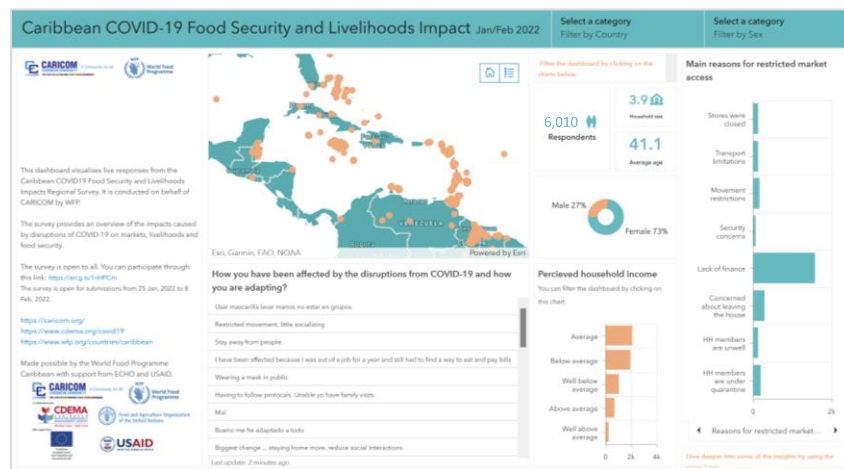 Caribbean COVID-19 Food Security and Livelihoods Impact Jan/Feb 2022
Select a category
Filter by Country
Select a category
Filter by Sex
CARICOM
World Food
Programme
This dashboard visualises live responses from the
Caribbean COVID19 Food Security and Livelihoods
Impacts Regional Survey. It is conducted on behalf of
CARICOM by WFP.
The survey provides an overview of the impacts caused
by disruptions of COVID-19 on markets, livelihoods and
food security.
The survey is open to all. You can participate through
this link: https://arcg.is/1nHPCm
The survey is open for submissions from 25 Jan, 2022 to 8
Feb, 2022.
https://caricom.org/
https://www.cdema.org/covid19
https://www.wfp.org/countries/caribbean
Made possible by the World Food Programme
Caribbean with support from ECHO and USAID.
CARICOM
World Food
Programme
CDEMA
Food and Agriculture Organization
of the United Nations
USAID
VENEZUELA
Esri, Garmin, FAO, NOAA
Powered by Esri
How you have been affected by the disruptions from COVID-19 and how
you are adapting?
Usar mascarilla lavar manos no estar en grupos
Restricted movement, little socializing
Stay away from people.
I have been affected because I was out of a job for a year and still had to find a way to eat and pay bills
Wearing a mask in public
Having to follow protocols. Unable yo have family visits
Mal
Bueno me he adaptado a todo
Biggest change ... staying home more, reduce social interactions.
Last update: 2 minutes ago
Filter the dashboard by clicking on the
charts below.
6,010
Respondents
3.9
Household size
41.1
Average age
Male 27%
Female 73%
Percieved household income
You can filter the dashboard by clicking on
this chart.
Average
Below average
Well below
average
Above average
Well above
average
0
2k
4k
Main reasons for restricted market
access
Stores were
closed
Transport
limitations
Movement
restrictions
Security
concerns
Lack of finance
Concerned
about leaving
the house
HH members
are unwell
HH members
are under
quarantine
0
2k
Reasons for restricted market...
Dive deeper into some of the insights by using the